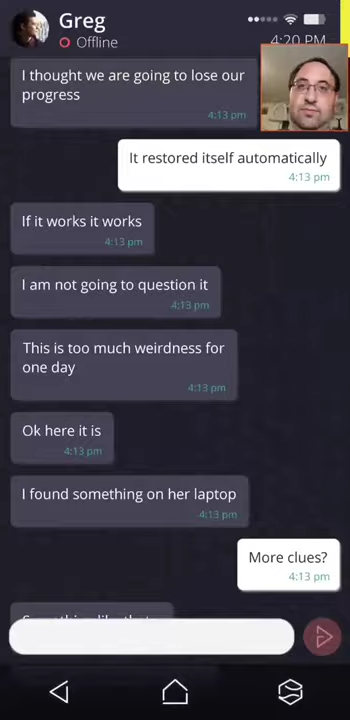 Greg
Offline
4:20 PM
I thought we are going to lose our
progress
4:13 pm
It restored itself automatically
4:13 pm
If it works it works
4:13 pm
I am not going to question it
4:13 pm
This is too much weirdness for
one day
4:13 pm
Ok here it is
4:13 pm
I found something on her laptop
4:13 pm
More clues?
4:13 pm
Something like that